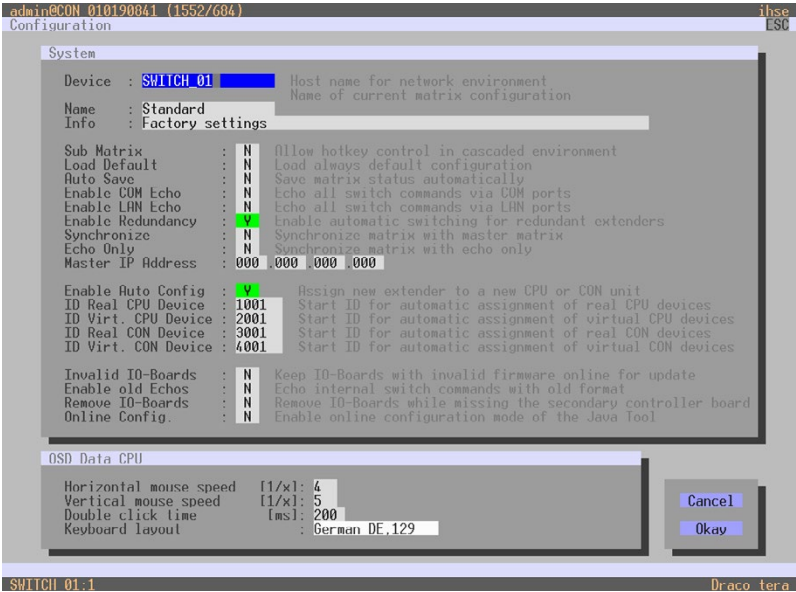 admin@CON 010190841 (1552/684) ihse
Configuration ESC
System
Device : SWITCH_01 Host name for network environment
Name of current matrix configuration
Name : Standard
Info : Factory settings
Sub Matrix : N Allow hotkey control in cascaded environment
Load Default : N Load always default configuration
Auto Save : N Save matrix status automatically
Enable COM Echo : N Echo all switch commands via COM ports
Enable LAN Echo : N Echo all switch commands via LAN ports
Enable Redundancy : Y Enable automatic switching for redundant extenders
Synchronize : N Synchronize matrix with master matrix
Echo Only : N Synchronize matrix with echo only
Master IP Address : 000 .000 .000 .000
Enable Auto Config : Y Assign new extender to a new CPU or CON unit
ID Real CPU Device : 1001 Start ID for automatic assignment of real CPU devices
ID Virt. CPU Device : 2001 Start ID for automatic assignment of virtual CPU devices
ID Real CON Device : 3001 Start ID for automatic assignment of real CON devices
ID Virt. CON Device : 4001 Start ID for automatic assignment of virtual CON devices
Invalid IO-Boards : N Keep IO-Boards with invalid firmware online for update
Enable old Echos : N Echo internal switch commands with old format
Remove IO-Boards : N Remove IO-Boards while missing the secondary controller board
Online Config. : N Enable online configuration mode of the Java Tool
OSD Data CPU
Horizontal mouse speed [1/x]: 4
Vertical mouse speed [1/x]: 5
Double click time [ms]: 200
Keyboard layout : German DE,129
Cancel
Okay
SWITCH 01:1 Draco tera